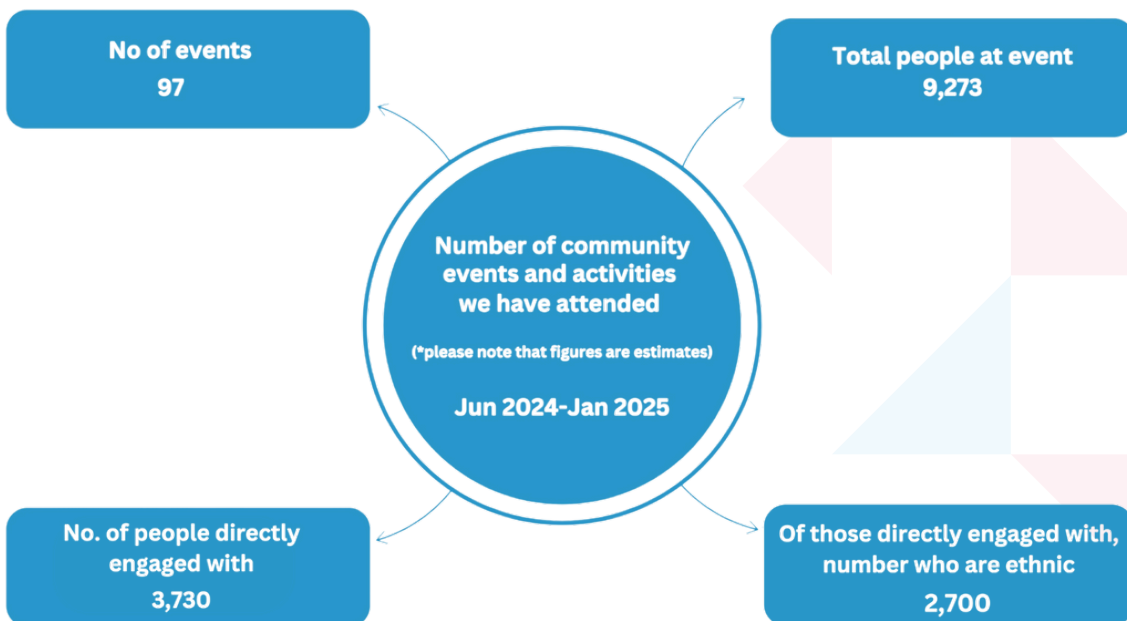 No of events
97
Total people at event
9,273
Number of community
events and activities
we have attended
(*please note that figures are estimates)
Jun 2024-Jan 2025
No. of people directly
engaged with
3,730
Of those directly engaged with,
number who are ethnic
2,700